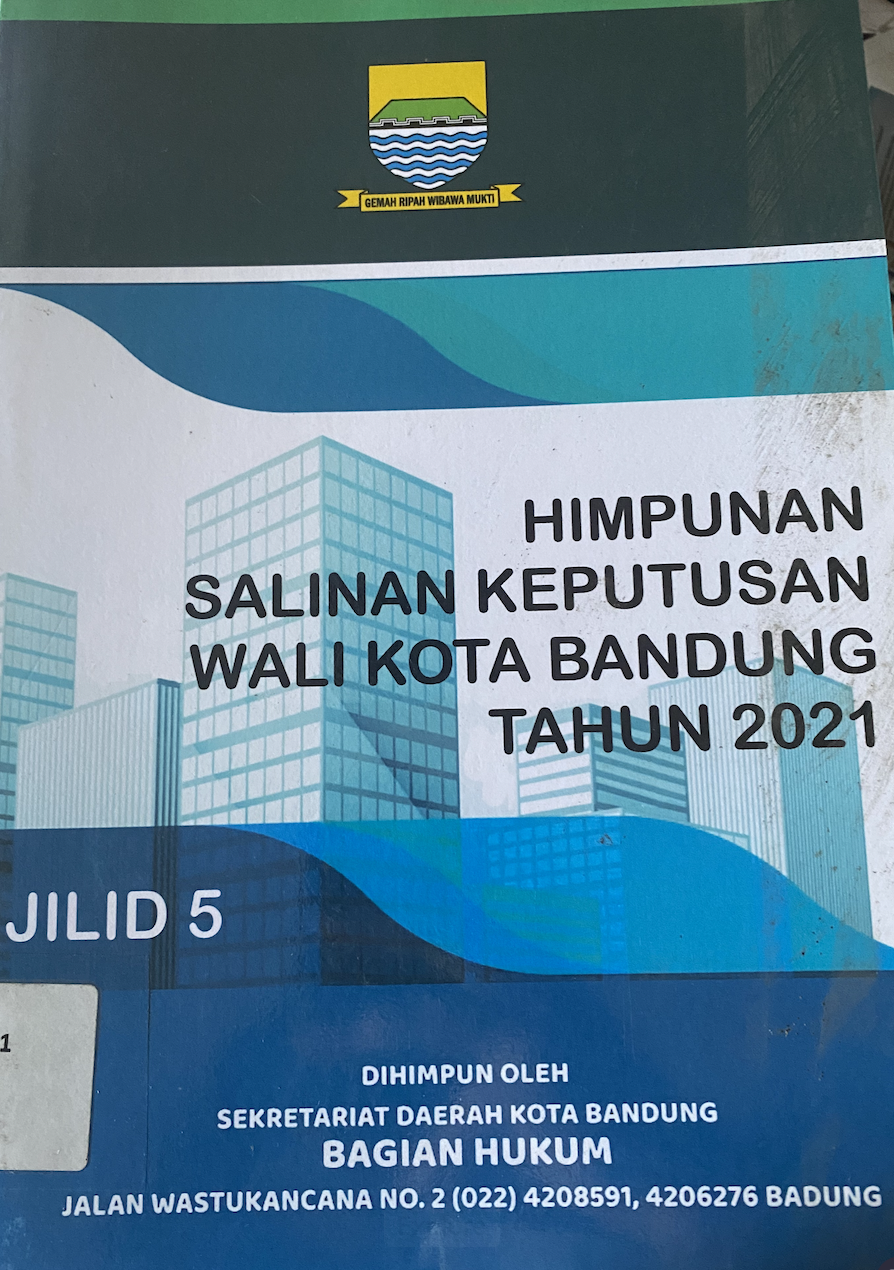 GEMAH RIPAH WIBAWA MUKTI
HIMPUNAN
SALINAN KEPUTUSAN
WALI KOTA BANDUNG
TAHUN 2021
JILID 5
1
DIHIMPUN OLEH
SEKRETARIAT DAERAH KOTA BANDUNG
BAGIAN HUKUM
JALAN WASTUKANCANA NO. 2 (022) 4208591, 4206276 BADUNG